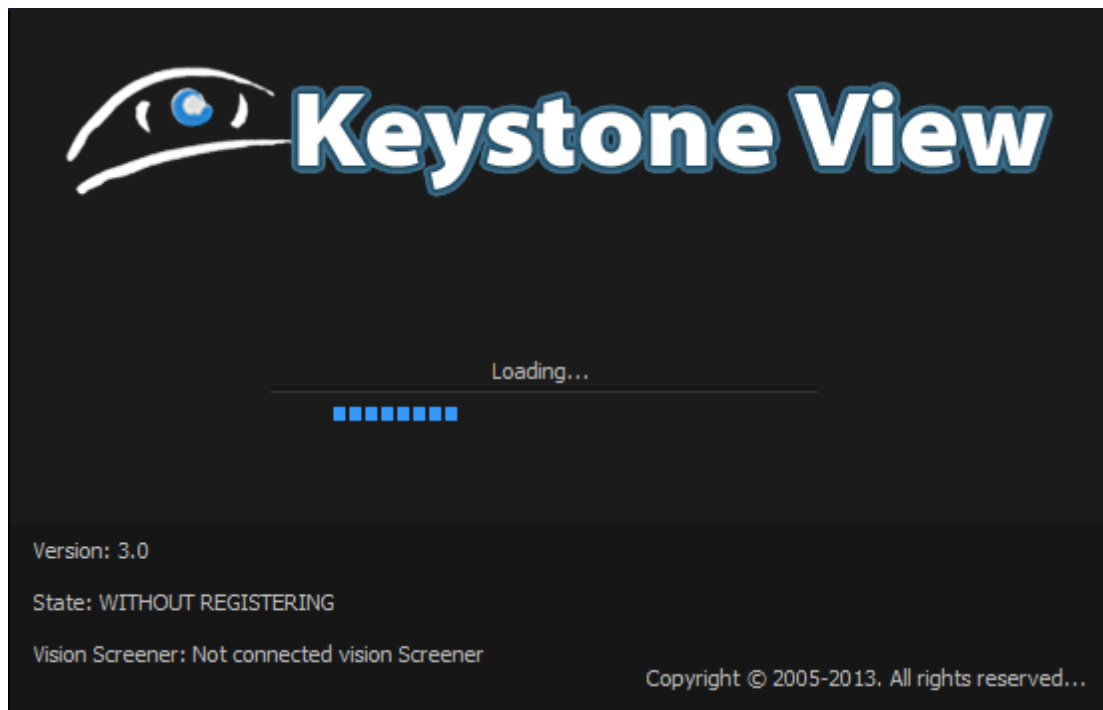 Keystone View
Loading...
Version: 3.0
State: WITHOUT REGISTERING
Vision Screener: Not connected vision Screener
Copyright © 2005-2013. All rights reserved...